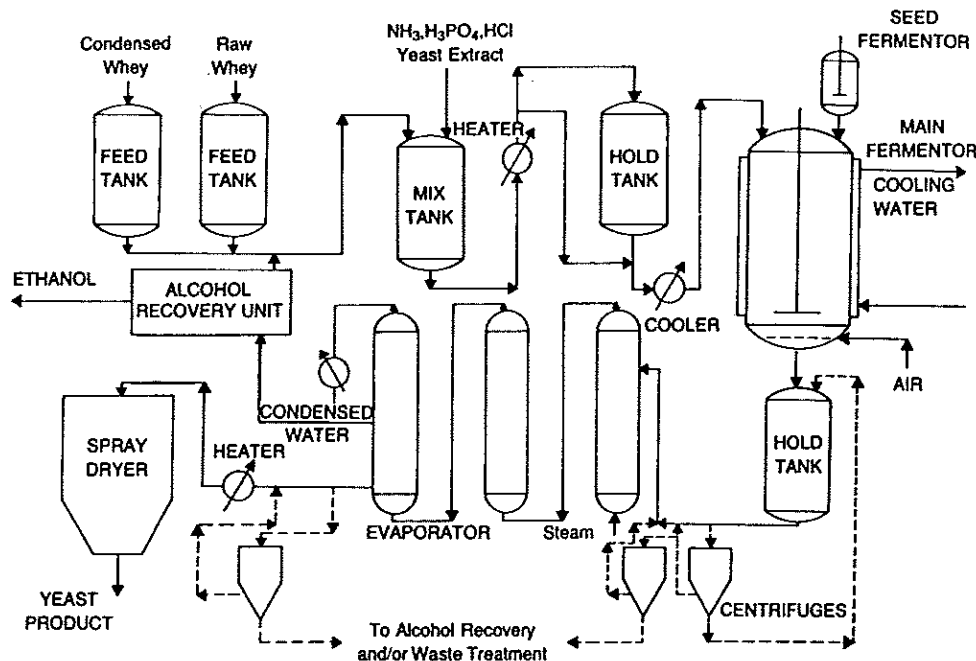 Condensed
Whey
Raw
Whey
NH₃,H₃PO₄,HCl
Yeast Extract
SEED
FERMENTOR
FEED
TANK
FEED
TANK
MIX
TANK
HEATER
HOLD
TANK
MAIN
FERMENTOR
COOLING
WATER
ETHANOL
ALCOHOL
RECOVERY UNIT
COOLER
AIR
SPRAY
DRYER
HEATER
CONDENSED
WATER
HOLD
TANK
EVAPORATOR
Steam
YEAST
PRODUCT
CENTRIFUGES
To Alcohol Recovery
and/or Waste Treatment